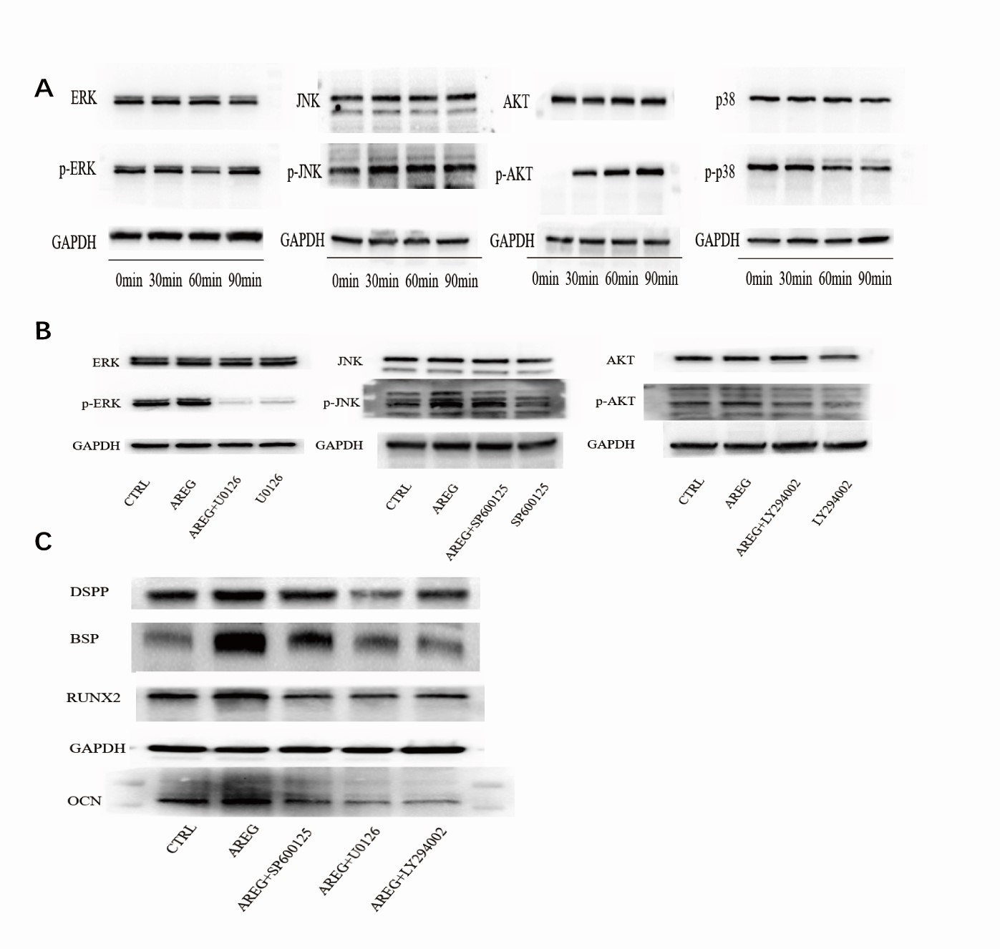 A
ERK
JNK
AKT
p38
p-ERK
p-JNK
p-AKT
p-p38
GAPDH
GAPDH
GAPDH
GAPDH
0min 30min 60min 90min
0min 30min 60min 90min
0min 30min 60min 90min
0min 30min 60min 90min
B
ERK
JNK
AKT
p-ERK
p-JNK
p-AKT
GAPDH
GAPDH
GAPDH
CTRL
AREG
AREG+U0126
U0126
CTRL
AREG
AREG+SP600125
SP600125
CTRL
AREG
AREG+LY294002
LY294002
C
DSPP
BSP
RUNX2
GAPDH
OCN
CTRL
AREG
AREG+SP600125
AREG+U0126
AREG+LY294002